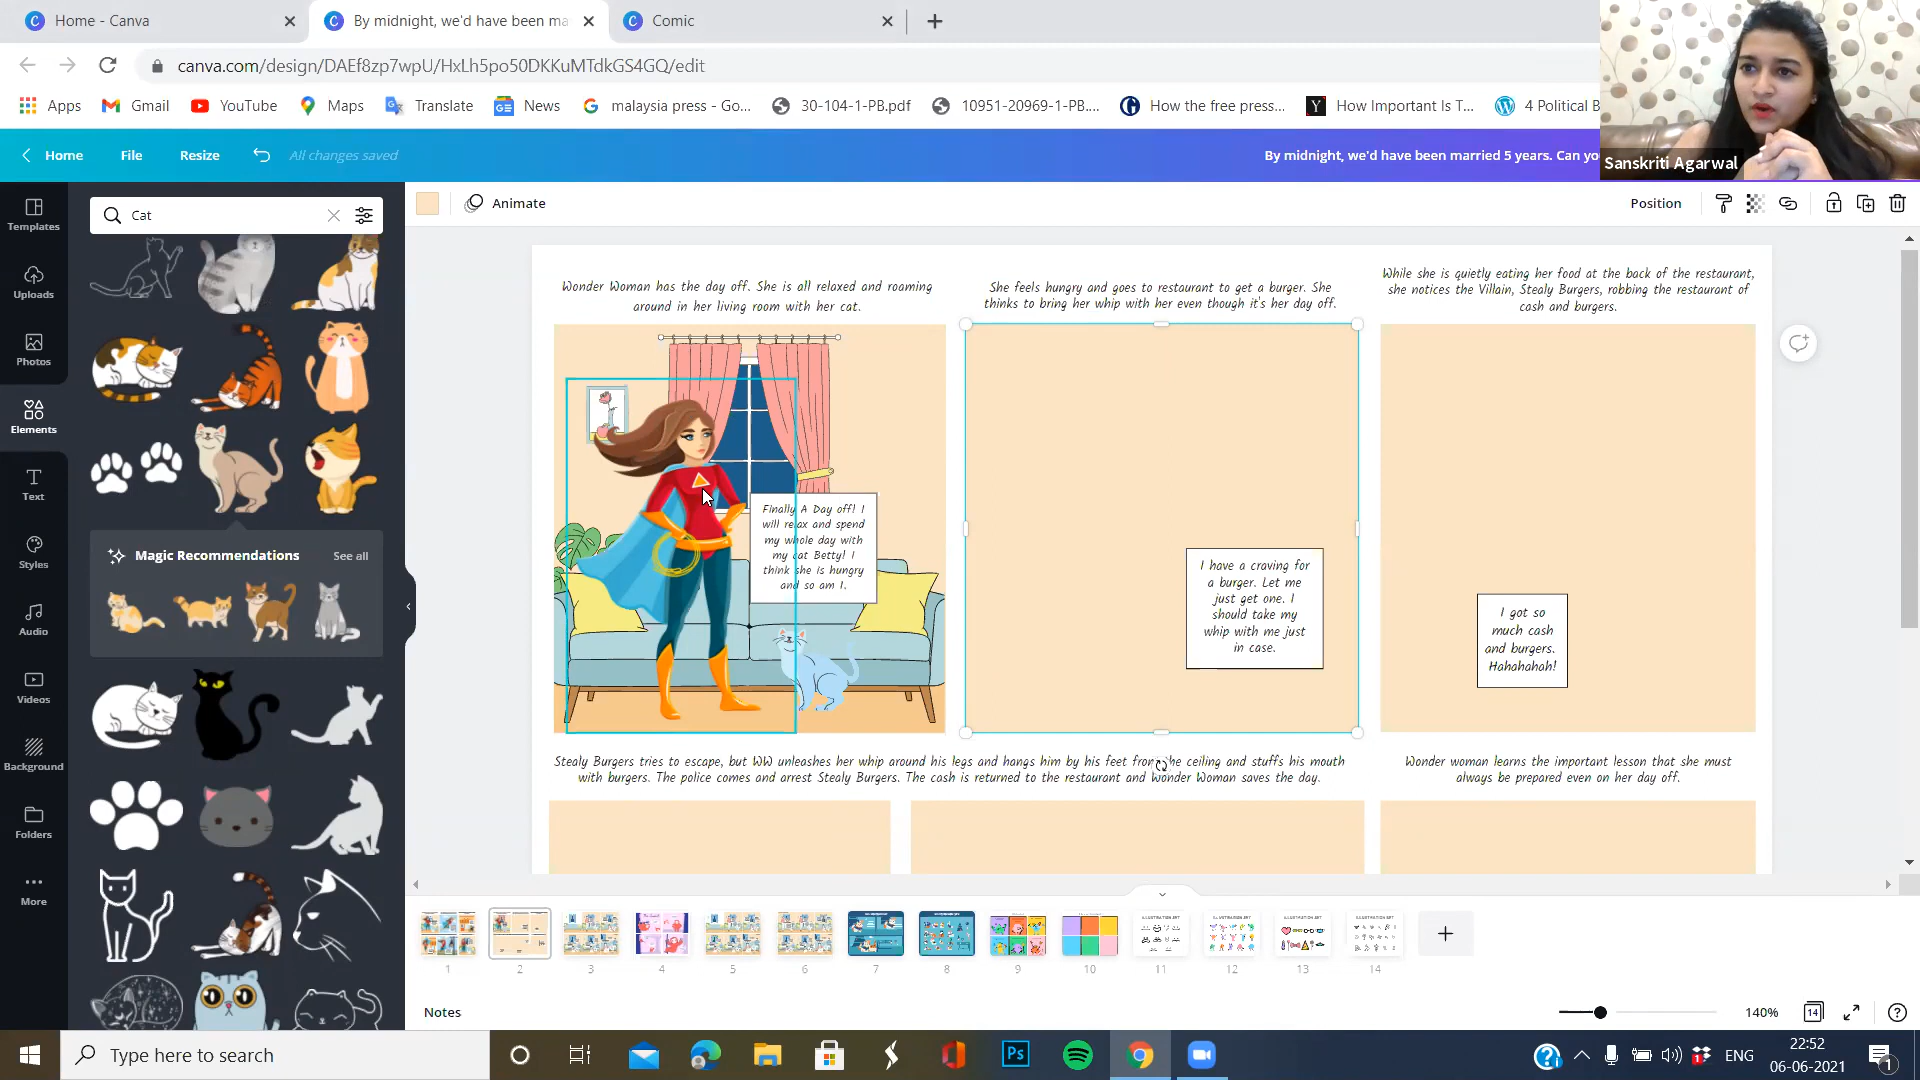 Home - Canva
By midnight, we'd have been ma
Comic
canva.com/design/DAEf8zp7wpU/HxLh5po50DKKuMTdkGS4GQ/edit
Apps
Gmail
YouTube
Maps
Translate
News
malaysia press - Go...
30-104-1-PB.pdf
10951-20969-1-PB....
How the free press...
How Important Is T...
4 Political B
Sanskriti Agarwal
Home
File
Resize
All changes saved
By midnight, we'd have been married 5 years. Can yo
Templates
Uploads
Photos
Elements
Text
Styles
Audio
Videos
Background
Folders
More
Cat
Magic Recommendations
See all
Animate
Position
Wonder Woman has the day off. She is all relaxed and roaming
around in her living room with her cat.
She feels hungry and goes to restaurant to get a burger. She
thinks to bring her whip with her even though it's her day off.
While she is quietly eating her food at the back of the restaurant,
she notices the Villain, Stealy Burgers, robbing the restaurant of
cash and burgers.
Finally A Day off! I
will relax and spend
my whole day with
my cat Betty! I
think she is hungry
and so am I.
I have a craving for
a burger. Let me
just get one. I
should take my
whip with me just
in case.
I got so
much cash
and burgers.
Hahahahah!
Stealy Burgers tries to escape, but WW unleashes her whip around his legs and hangs him by his feet from the ceiling and stuffs his mouth
with burgers. The police comes and arrest Stealy Burgers. The cash is returned to the restaurant and Wonder Woman saves the day.
Wonder woman learns the important lesson that she must
always be prepared even on her day off.
1
2
3
4
5
6
7
8
9
10
11
12
13
14
Notes
140%
14
Type here to search
Ps
ENG
22:52
06-06-2021
1